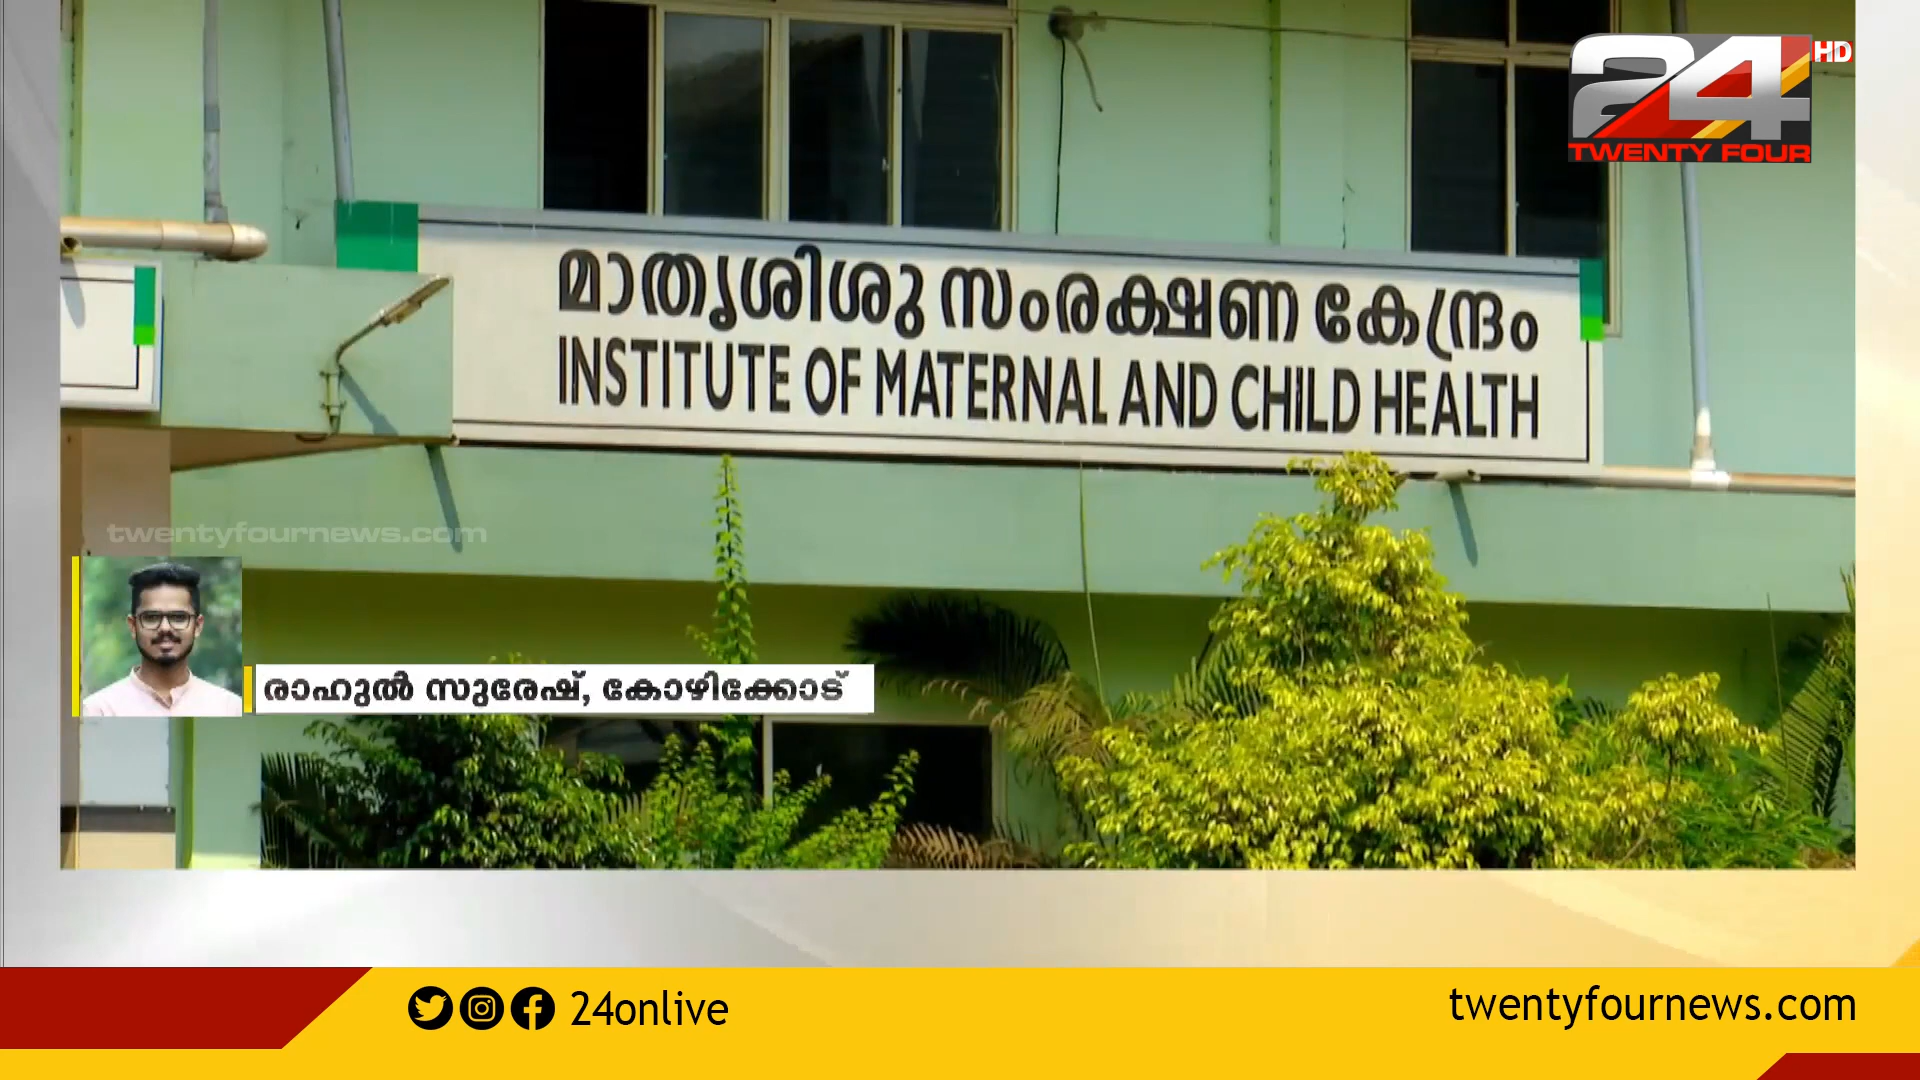 24 HD
TWENTY FOUR
മാതൃശിശു സംരക്ഷണ കേന്ദ്രം
INSTITUTE OF MATERNAL AND CHILD HEALTH
twentyfournews.com
രാഹുൽ സുരേഷ്, കോഴിക്കോട്
24onlive
twentyfournews.com